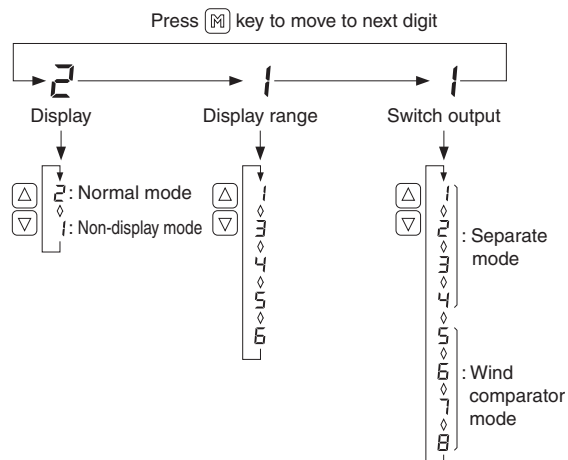 Press M key to move to next digit
2 1 1
Display Display range Switch output
2 : Normal mode
1 : Non-display mode
1
3
4
5
6
1
2
3
4
: Separate
mode
5
6
7
8
: Wind
comparator
mode